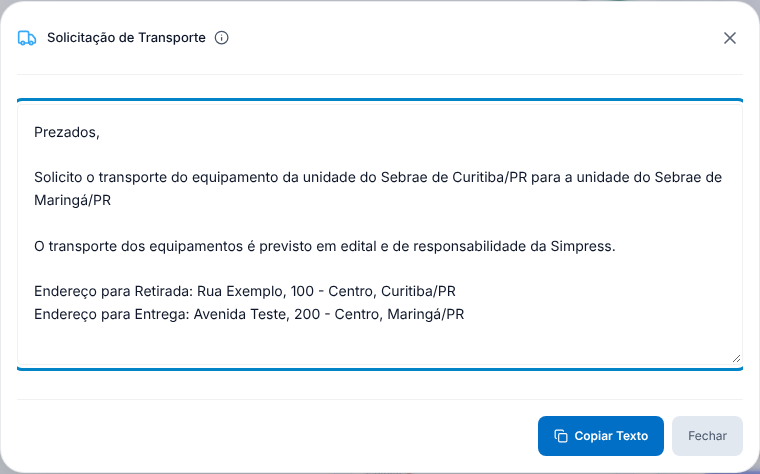 Solicitação de Transporte
Prezados,
Solicito o transporte do equipamento da unidade do Sebrae de Curitiba/PR para a unidade do Sebrae de
Maringá/PR
O transporte dos equipamentos é previsto em edital e de responsabilidade da Simpress.
Endereço para Retirada: Rua Exemplo, 100 - Centro, Curitiba/PR
Endereço para Entrega: Avenida Teste, 200 - Centro, Maringá/PR
Copiar Texto
Fechar